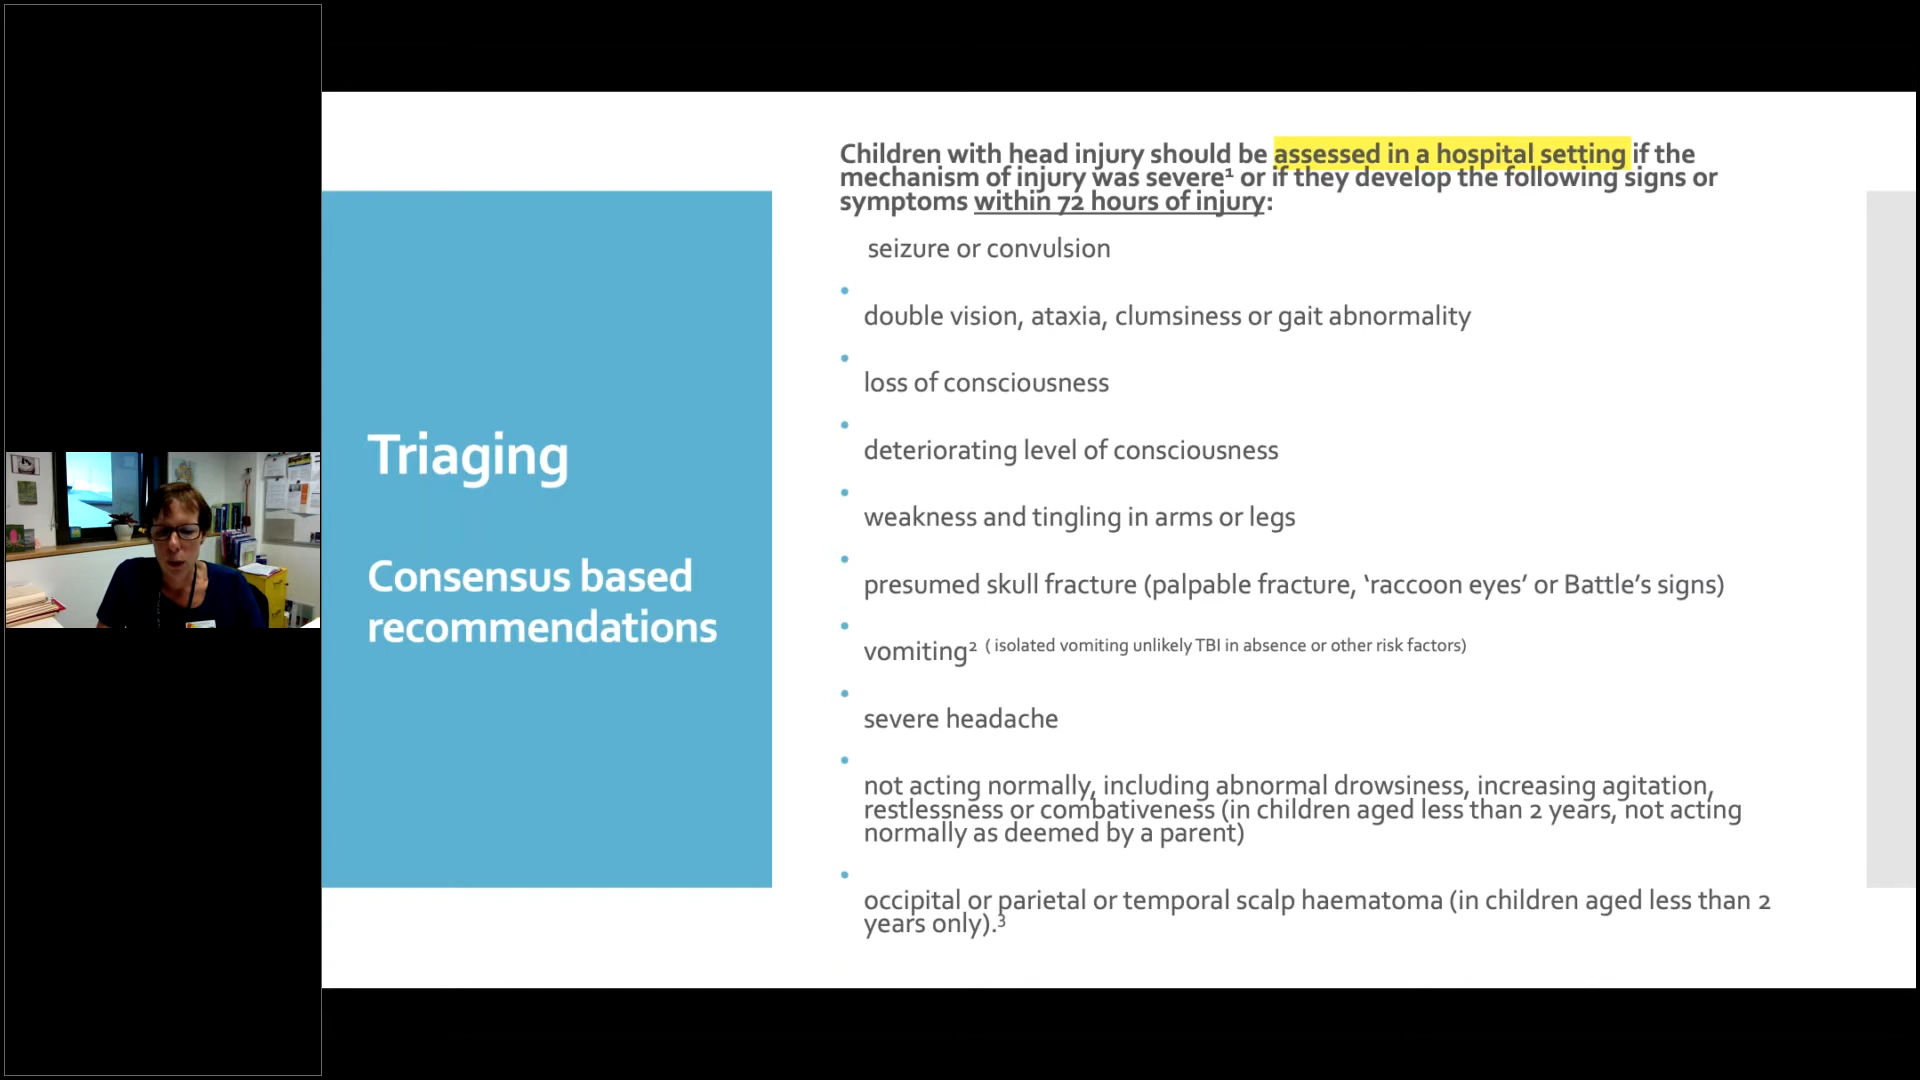 Triaging
Consensus based
recommendations
Children with head injury should be assessed in a hospital setting if the
mechanism of injury was severe¹ or if they develop the following signs or
symptoms within 72 hours of injury:
seizure or convulsion
•
double vision, ataxia, clumsiness or gait abnormality
•
loss of consciousness
•
deteriorating level of consciousness
•
weakness and tingling in arms or legs
•
presumed skull fracture (palpable fracture, ‘raccoon eyes’ or Battle’s signs)
•
vomiting² ( isolated vomiting unlikely TBI in absence or other risk factors)
•
severe headache
•
not acting normally, including abnormal drowsiness, increasing agitation,
restlessness or combativeness (in children aged less than 2 years, not acting
normally as deemed by a parent)
•
occipital or parietal or temporal scalp haematoma (in children aged less than 2
years only).³